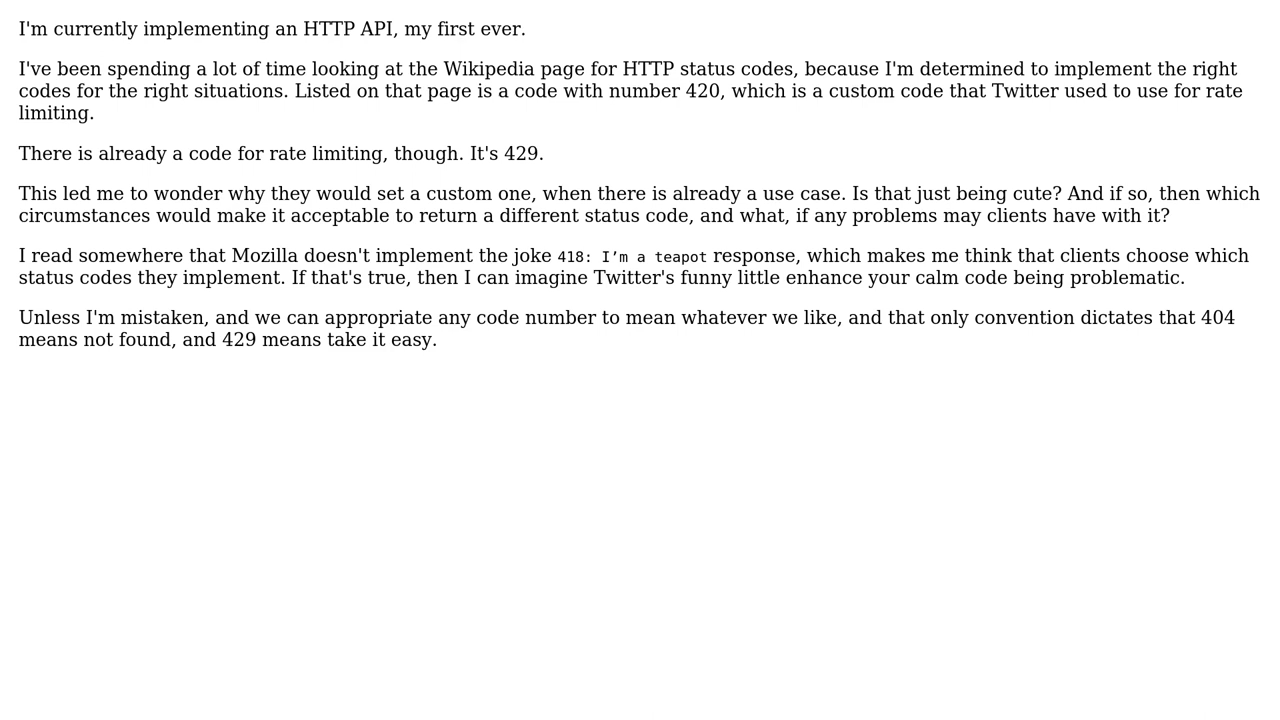 I'm currently implementing an HTTP API, my first ever.
I've been spending a lot of time looking at the Wikipedia page for HTTP status codes, because I'm determined to implement the right
codes for the right situations. Listed on that page is a code with number 420, which is a custom code that Twitter used to use for rate
limiting.
There is already a code for rate limiting, though. It's 429.
This led me to wonder why they would set a custom one, when there is already a use case. Is that just being cute? And if so, then which
circumstances would make it acceptable to return a different status code, and what, if any problems may clients have with it?
I read somewhere that Mozilla doesn't implement the joke 418: I’m a teapot response, which makes me think that clients choose which
status codes they implement. If that's true, then I can imagine Twitter's funny little enhance your calm code being problematic.
Unless I'm mistaken, and we can appropriate any code number to mean whatever we like, and that only convention dictates that 404
means not found, and 429 means take it easy.